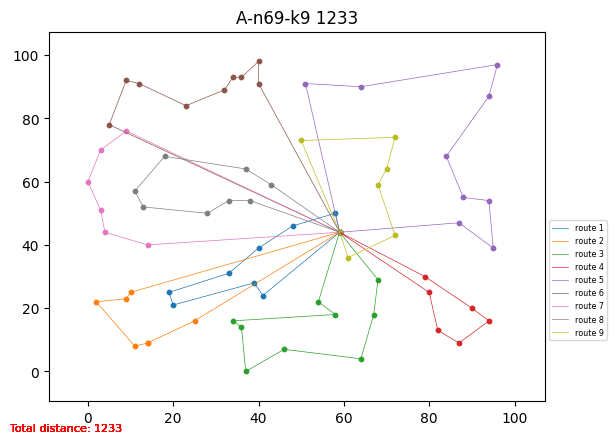 A-n69-k9 1233
100
80
60
40
20
0
0 20 40 60 80 100
route 1
route 2
route 3
route 4
route 5
route 6
route 7
route 8
route 9
Total distance: 1233